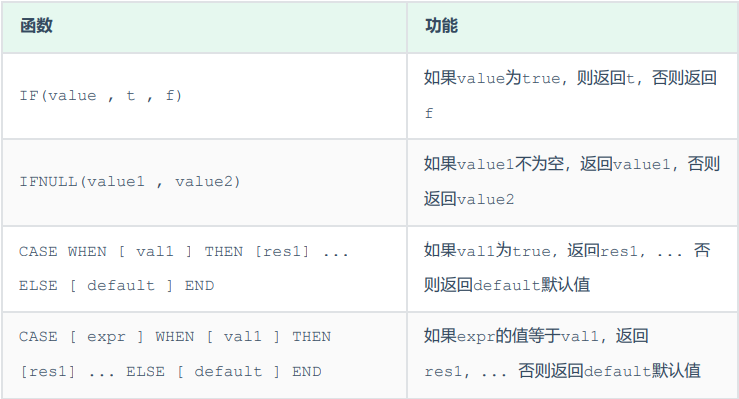 函数
功能
IF(value , t , f)
如果value为true，则返回t，否则返回
f
IFNULL(value1 , value2)
如果value1不为空，返回value1，否则
返回value2
CASE WHEN [ val1 ] THEN [res1] ...
ELSE [ default ] END
如果val1为true，返回res1，... 否
则返回default默认值
CASE [ expr ] WHEN [ val1 ] THEN
[res1] ... ELSE [ default ] END
如果expr的值等于val1，返回
res1，... 否则返回default默认值